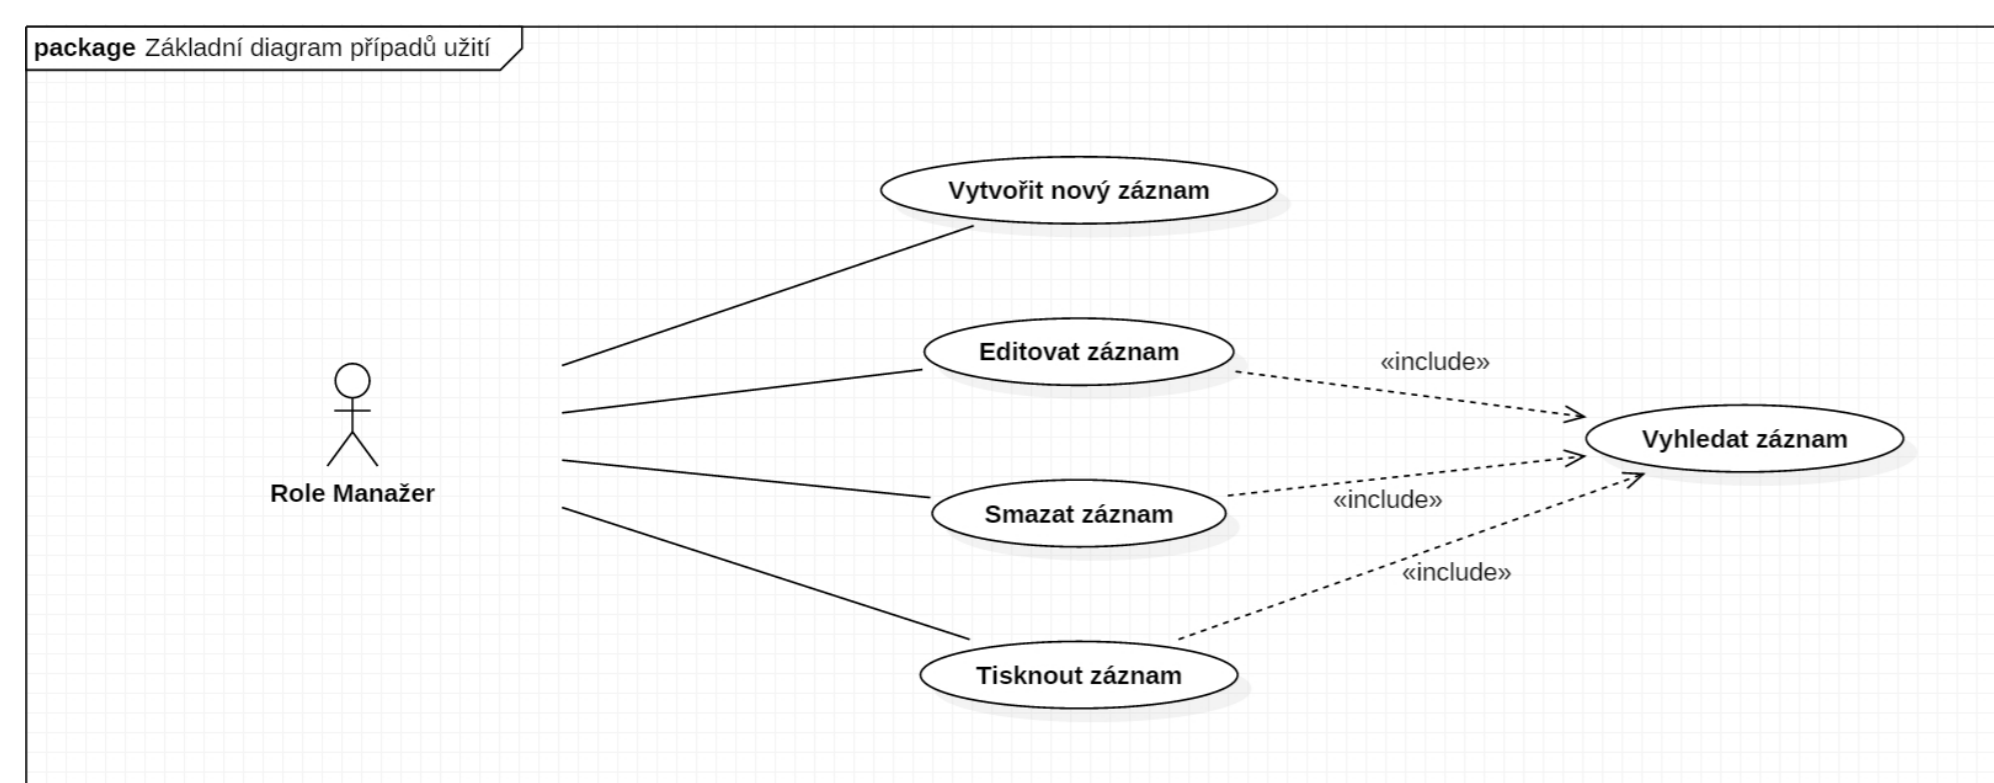 package Základní diagram případů užití
Vytvořit nový záznam
Editovat záznam
«include»
Vyhledat záznam
Role Manažer
Smazat záznam
«include»
«include»
Tisknout záznam